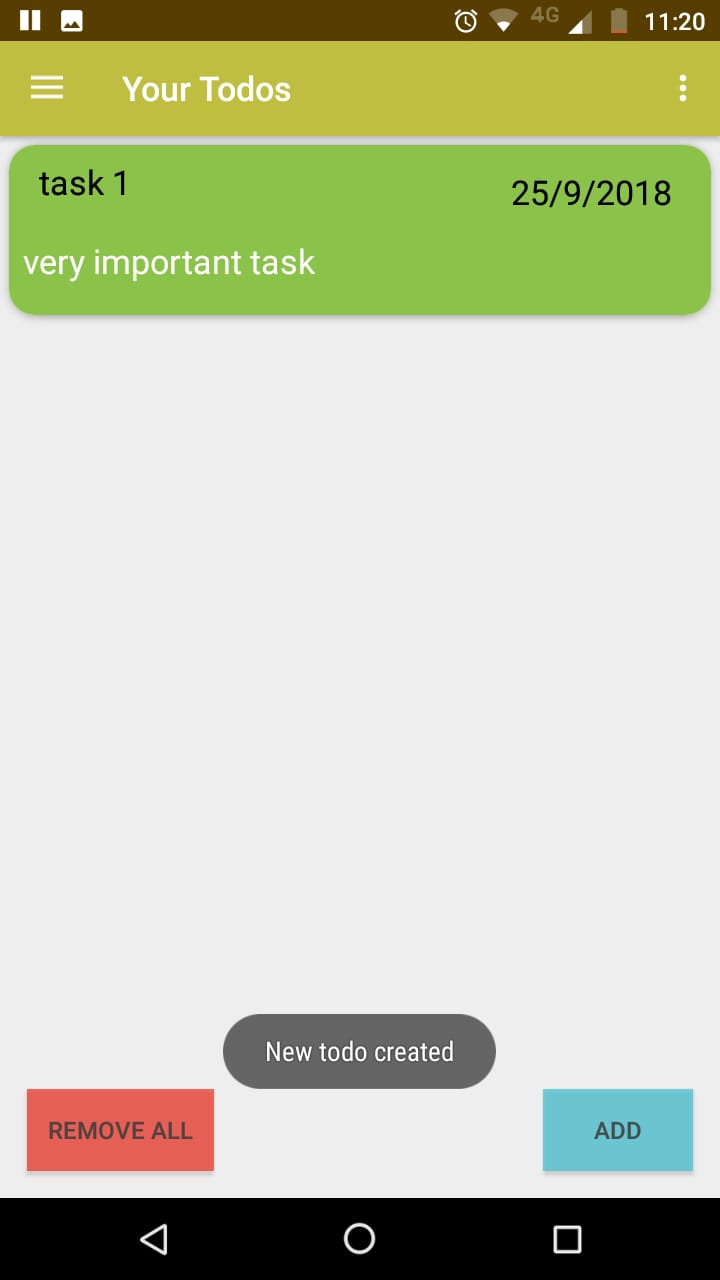 4G 11:20
Your Todos
task 1
25/9/2018
very important task
New todo created
REMOVE ALL
ADD